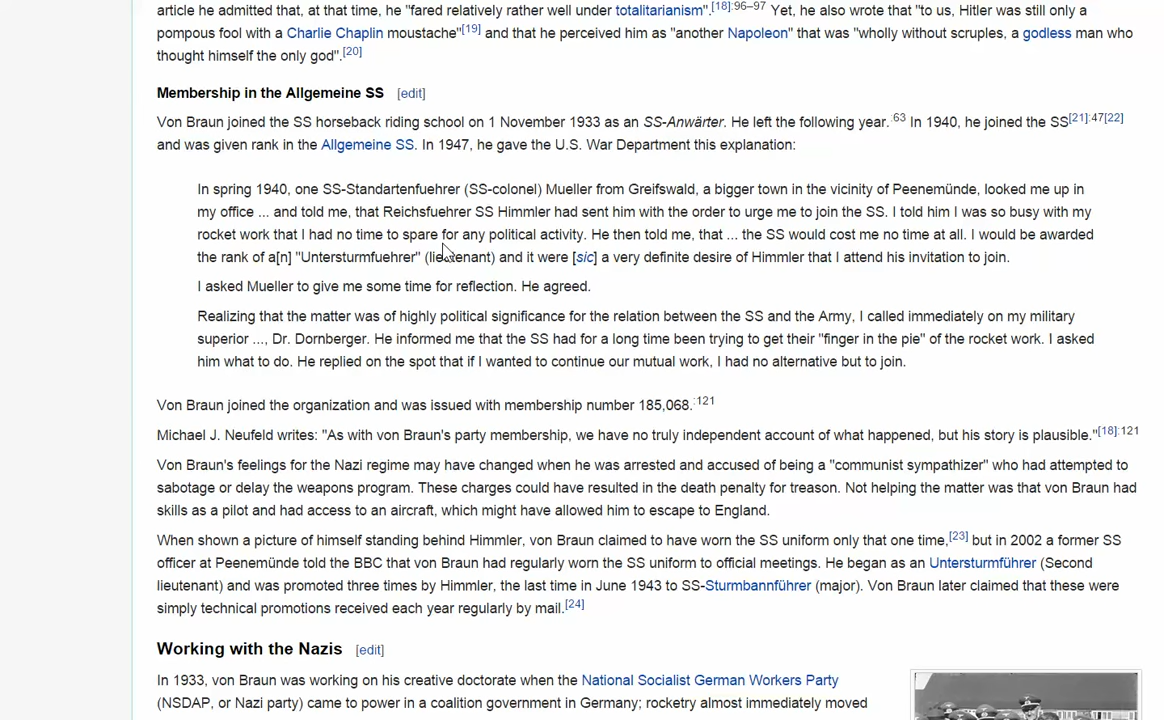 article he admitted that, at that time, he "fared relatively rather well under totalitarianism".[18]:96–97 Yet, he also wrote that "to us, Hitler was still only a
pompous fool with a Charlie Chaplin moustache"[19] and that he perceived him as "another Napoleon" that was "wholly without scruples, a godless man who
thought himself the only god".[20]
Membership in the Allgemeine SS [edit]
Von Braun joined the SS horseback riding school on 1 November 1933 as an SS-Anwärter. He left the following year.:63 In 1940, he joined the SS[21]:47[22]
and was given rank in the Allgemeine SS. In 1947, he gave the U.S. War Department this explanation:
In spring 1940, one SS-Standartenfuehrer (SS-colonel) Mueller from Greifswald, a bigger town in the vicinity of Peenemünde, looked me up in
my office ... and told me, that Reichsfuehrer SS Himmler had sent him with the order to urge me to join the SS. I told him I was so busy with my
rocket work that I had no time to spare for any political activity. He then told me, that ... the SS would cost me no time at all. I would be awarded
the rank of a[n] "Untersturmfuehrer" (lieutenant) and it were [sic] a very definite desire of Himmler that I attend his invitation to join.
I asked Mueller to give me some time for reflection. He agreed.
Realizing that the matter was of highly political significance for the relation between the SS and the Army, I called immediately on my military
superior ..., Dr. Dornberger. He informed me that the SS had for a long time been trying to get their "finger in the pie" of the rocket work. I asked
him what to do. He replied on the spot that if I wanted to continue our mutual work, I had no alternative but to join.
Von Braun joined the organization and was issued with membership number 185,068.:121
Michael J. Neufeld writes: "As with von Braun's party membership, we have no truly independent account of what happened, but his story is plausible."[18]:121
Von Braun's feelings for the Nazi regime may have changed when he was arrested and accused of being a "communist sympathizer" who had attempted to
sabotage or delay the weapons program. These charges could have resulted in the death penalty for treason. Not helping the matter was that von Braun had
skills as a pilot and had access to an aircraft, which might have allowed him to escape to England.
When shown a picture of himself standing behind Himmler, von Braun claimed to have worn the SS uniform only that one time,[23] but in 2002 a former SS
officer at Peenemünde told the BBC that von Braun had regularly worn the SS uniform to official meetings. He began as an Untersturmführer (Second
lieutenant) and was promoted three times by Himmler, the last time in June 1943 to SS-Sturmbannführer (major). Von Braun later claimed that these were
simply technical promotions received each year regularly by mail.[24]
Working with the Nazis [edit]
In 1933, von Braun was working on his creative doctorate when the National Socialist German Workers Party
(NSDAP, or Nazi party) came to power in a coalition government in Germany; rocketry almost immediately moved